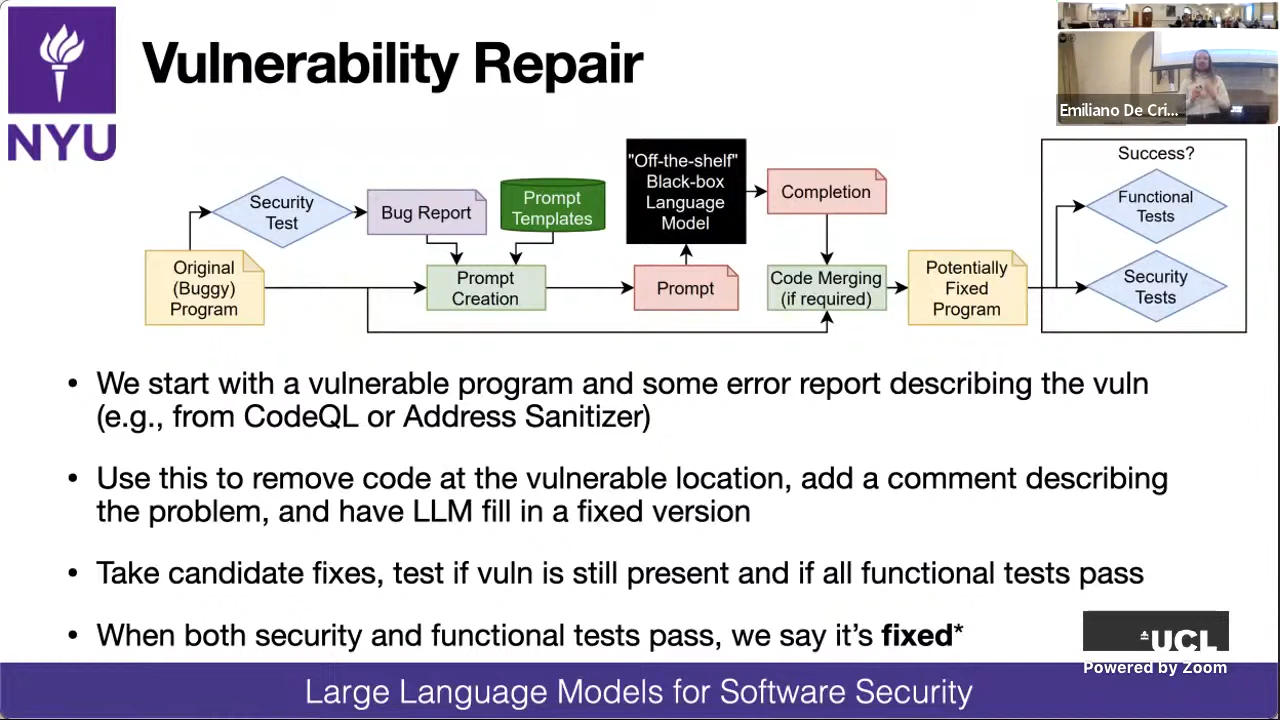 NYU
Vulnerability Repair
Emiliano De Cri...
Security
Test
Bug Report
Prompt
Templates
"Off-the-shelf"
Black-box
Language
Model
Completion
Success?
Functional
Tests
Original
(Buggy)
Program
Prompt
Creation
Prompt
Code Merging
(if required)
Potentially
Fixed
Program
Security
Tests
• We start with a vulnerable program and some error report describing the vuln
(e.g., from CodeQL or Address Sanitizer)
• Use this to remove code at the vulnerable location, add a comment describing
the problem, and have LLM fill in a fixed version
• Take candidate fixes, test if vuln is still present and if all functional tests pass
• When both security and functional tests pass, we say it's fixed*
UCL
Powered by Zoom
Large Language Models for Software Security